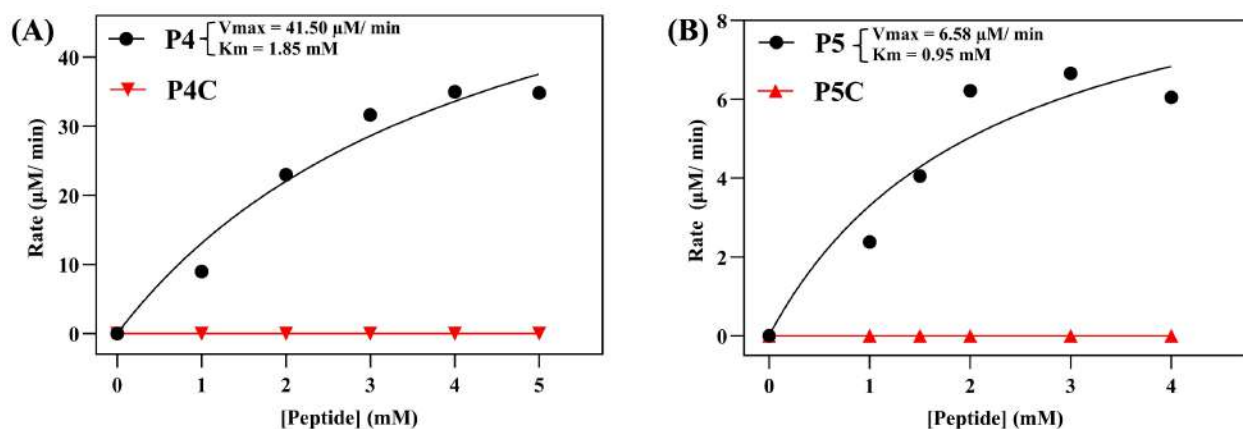 (A)
P4
Vmax = 41.50 µM/ min
Km = 1.85 mM
P4C
Rate (µM/ min)
40
30
20
10
0
0 1 2 3 4 5
[Peptide] (mM)
(B)
P5
Vmax = 6.58 µM/ min
Km = 0.95 mM
P5C
Rate (µM/ min)
8
6
4
2
0
0 1 2 3 4
[Peptide] (mM)